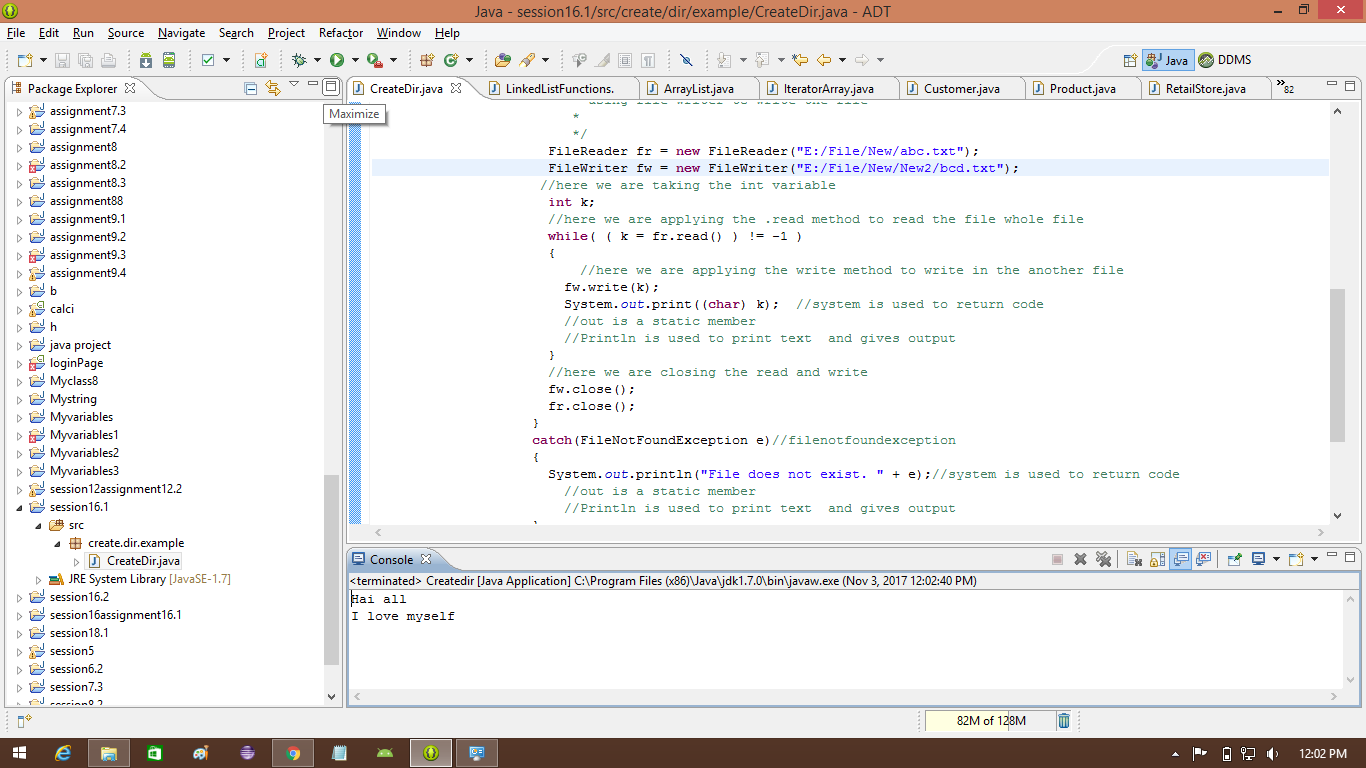 Java - session16.1/src/create/dir/example/CreateDir.java - ADT
File Edit Run Source Navigate Search Project Refactor Window Help
Java DDMS
Package Explorer
Maximize
assignment7.3
assignment7.4
assignment8
assignment8.2
assignment8.3
assignment88
assignment9.1
assignment9.2
assignment9.3
assignment9.4
b
calci
h
java project
loginPage
Myclass8
Mystring
Myvariables
Myvariables1
Myvariables2
Myvariables3
session12assignment12.2
session16.1
src
create.dir.example
CreateDir.java
JRE System Library [JavaSE-1.7]
session16.2
session16assignment16.1
session18.1
session5
session6.2
session7.3
session8.2
CreateDir.java LinkedListFunctions. ArrayList.java IteratorArray.java Customer.java Product.java RetailStore.java »82
using file writer to write the file
*
*/
FileReader fr = new FileReader("E:/File/New/abc.txt");
FileWriter fw = new FileWriter("E:/File/New/New2/bcd.txt");
//here we are taking the int variable
int k;
//here we are applying the .read method to read the file whole file
while( ( k = fr.read() ) != -1 )
{
//here we are applying the write method to write in the another file
fw.write(k);
System.out.print((char) k);  //system is used to return code
//out is a static member
//Println is used to print text  and gives output
}
//here we are closing the read and write
fw.close();
fr.close();
}
catch(FileNotFoundException e)//filenotfoundexception
{
System.out.println("File does not exist. " + e);//system is used to return code
//out is a static member
//Println is used to print text  and gives output
}
Console
<terminated> Createdir [Java Application] C:\Program Files (x86)\Java\jdk1.7.0\bin\javaw.exe (Nov 3, 2017 12:02:40 PM)
Hai all
I love myself
82M of 128M
12:02 PM